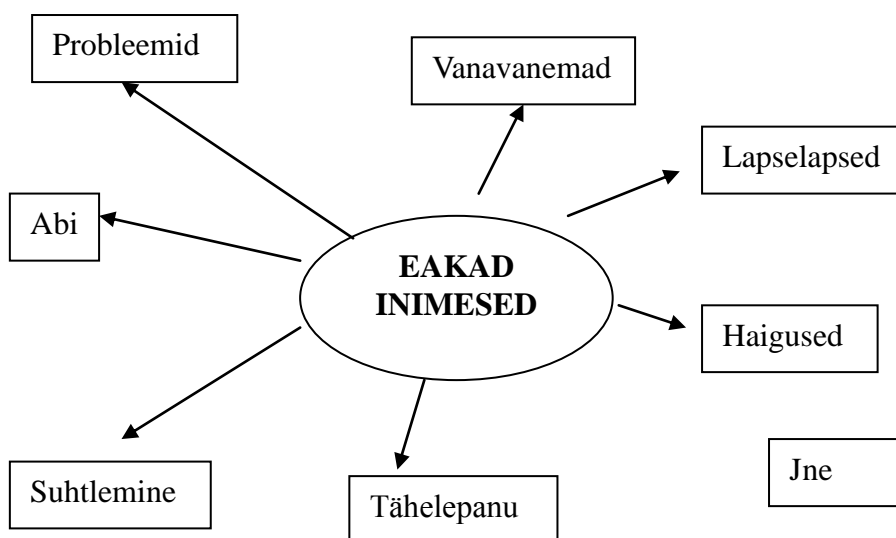 Probleemid
Vanavanemad
Lapselapsed
Abi
EAKAD
INIMESED
Haigused
Suhtlemine
Tähelepanu
Jne